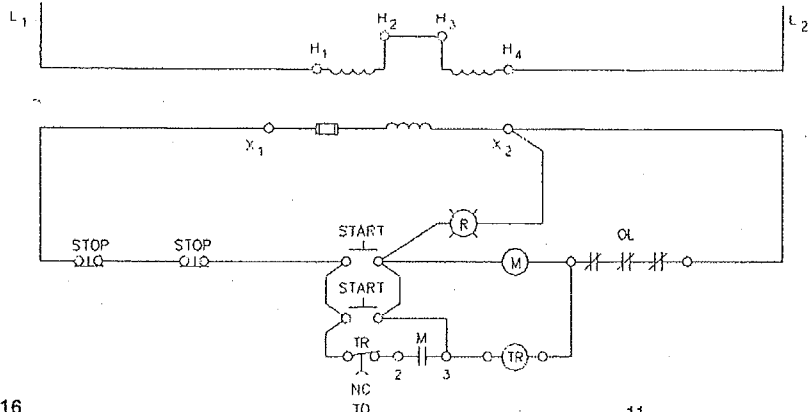 L1 L2
H2 H3
H1 H4
X1 X2
R
STOP STOP START OL
M
START
TR M
2 3 TR
NC
TO
16 11